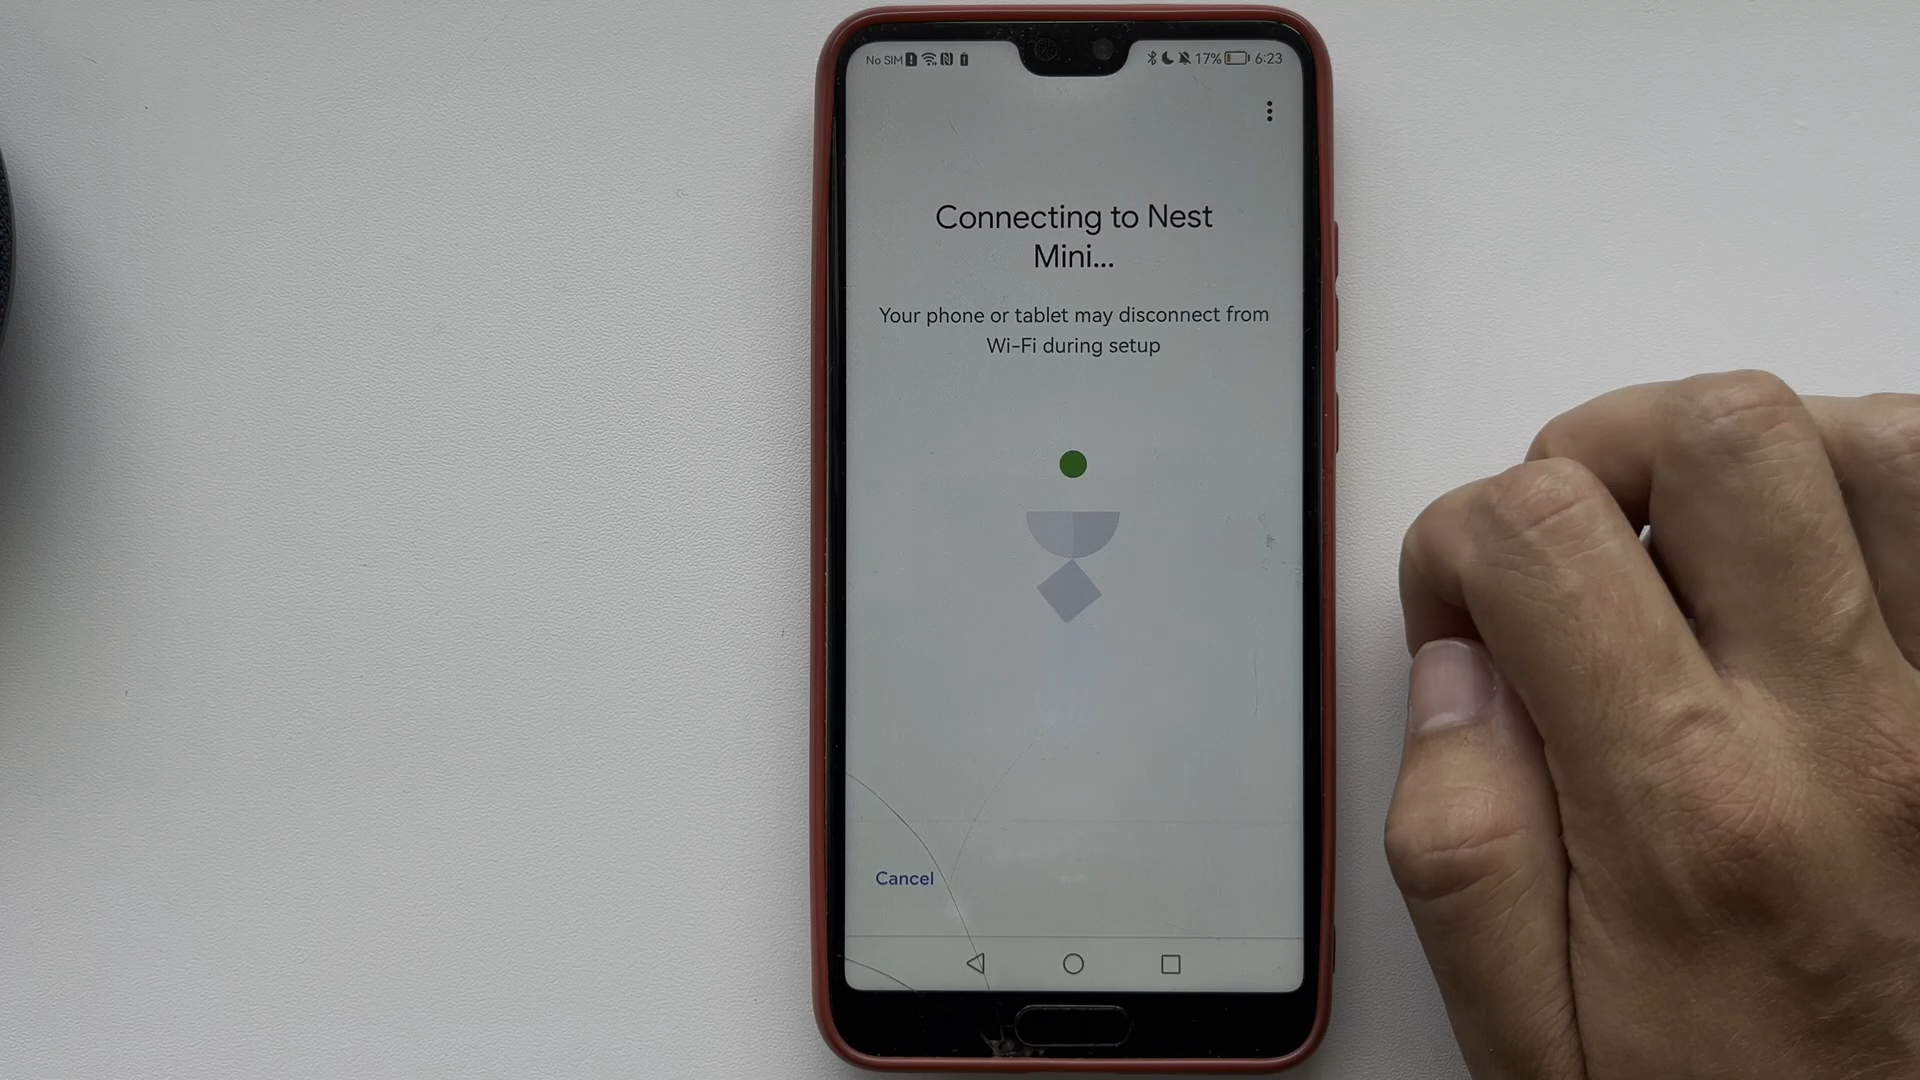 No SIM 17% 6:23
Connecting to Nest
Mini...
Your phone or tablet may disconnect from
Wi-Fi during setup
Cancel